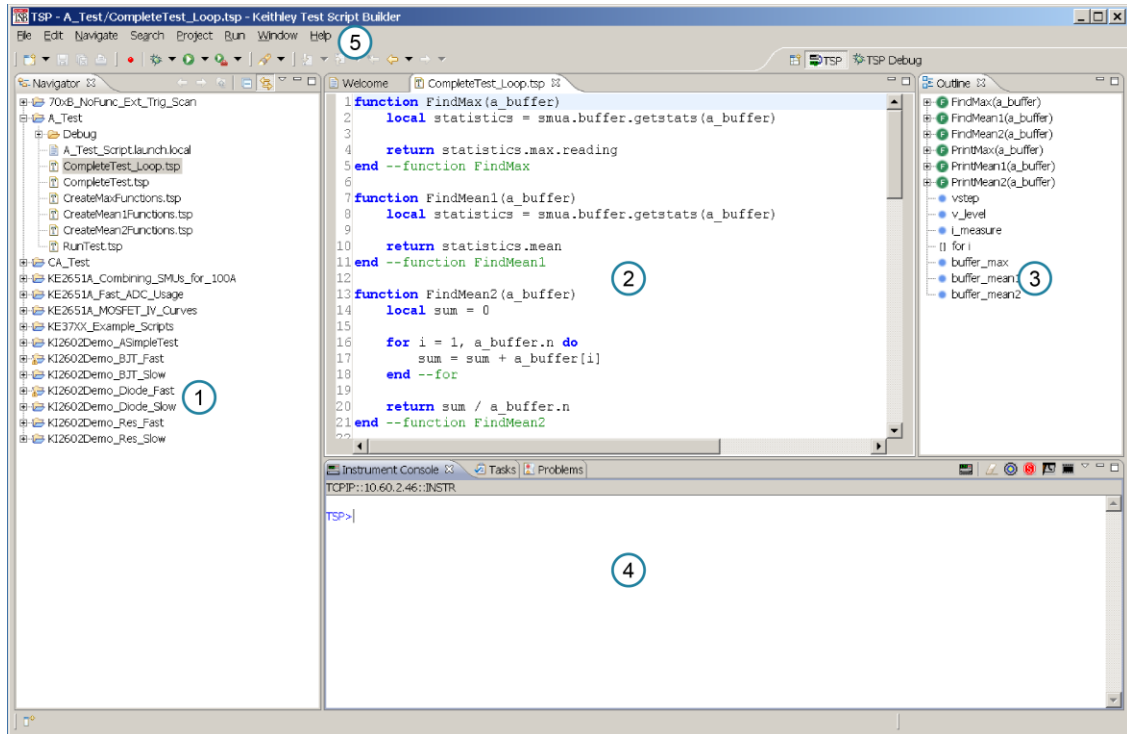 TSP - A_Test/CompleteTest_Loop.tsp - Keithley Test Script Builder
File Edit Navigate Search Project Run Window Help
5
TSP TSP Debug
Navigator
70xB_NoFunc_Ext_Trig_Scan
A_Test
Debug
A_Test_Script.launch.local
CompleteTest_Loop.tsp
CompleteTest.tsp
CreateMaxFunctions.tsp
CreateMean1Functions.tsp
CreateMean2Functions.tsp
RunTest.tsp
CA_Test
KE2651A_Combining_SMUs_for_100A
KE2651A_Fast_ADC_Usage
KE2651A_MOSFET_IV_Curves
KE37XX_Example_Scripts
KI2602Demo_ASimpleTest
KI2602Demo_BJT_Fast
KI2602Demo_BJT_Slow
KI2602Demo_Diode_Fast
KI2602Demo_Diode_Slow
KI2602Demo_Res_Fast
KI2602Demo_Res_Slow
1
Welcome CompleteTest_Loop.tsp
1 function FindMax(a_buffer)
2 local statistics = smua.buffer.getstats(a_buffer)
3
4 return statistics.max.reading
5 end --function FindMax
6
7 function FindMean1(a_buffer)
8 local statistics = smua.buffer.getstats(a_buffer)
9
10 return statistics.mean
11 end --function FindMean1
12
13 function FindMean2(a_buffer)
14 local sum = 0
15
16 for i = 1, a_buffer.n do
17 sum = sum + a_buffer[i]
18 end --for
19
20 return sum / a_buffer.n
21 end --function FindMean2
22
2
Outline
FindMax(a_buffer)
FindMean1(a_buffer)
FindMean2(a_buffer)
PrintMax(a_buffer)
PrintMean1(a_buffer)
PrintMean2(a_buffer)
vstep
v_level
i_measure
for i
buffer_max
buffer_mean1
buffer_mean2
3
Instrument Console Tasks Problems
TCPIP::10.60.2.46::INSTR
TSP>
4